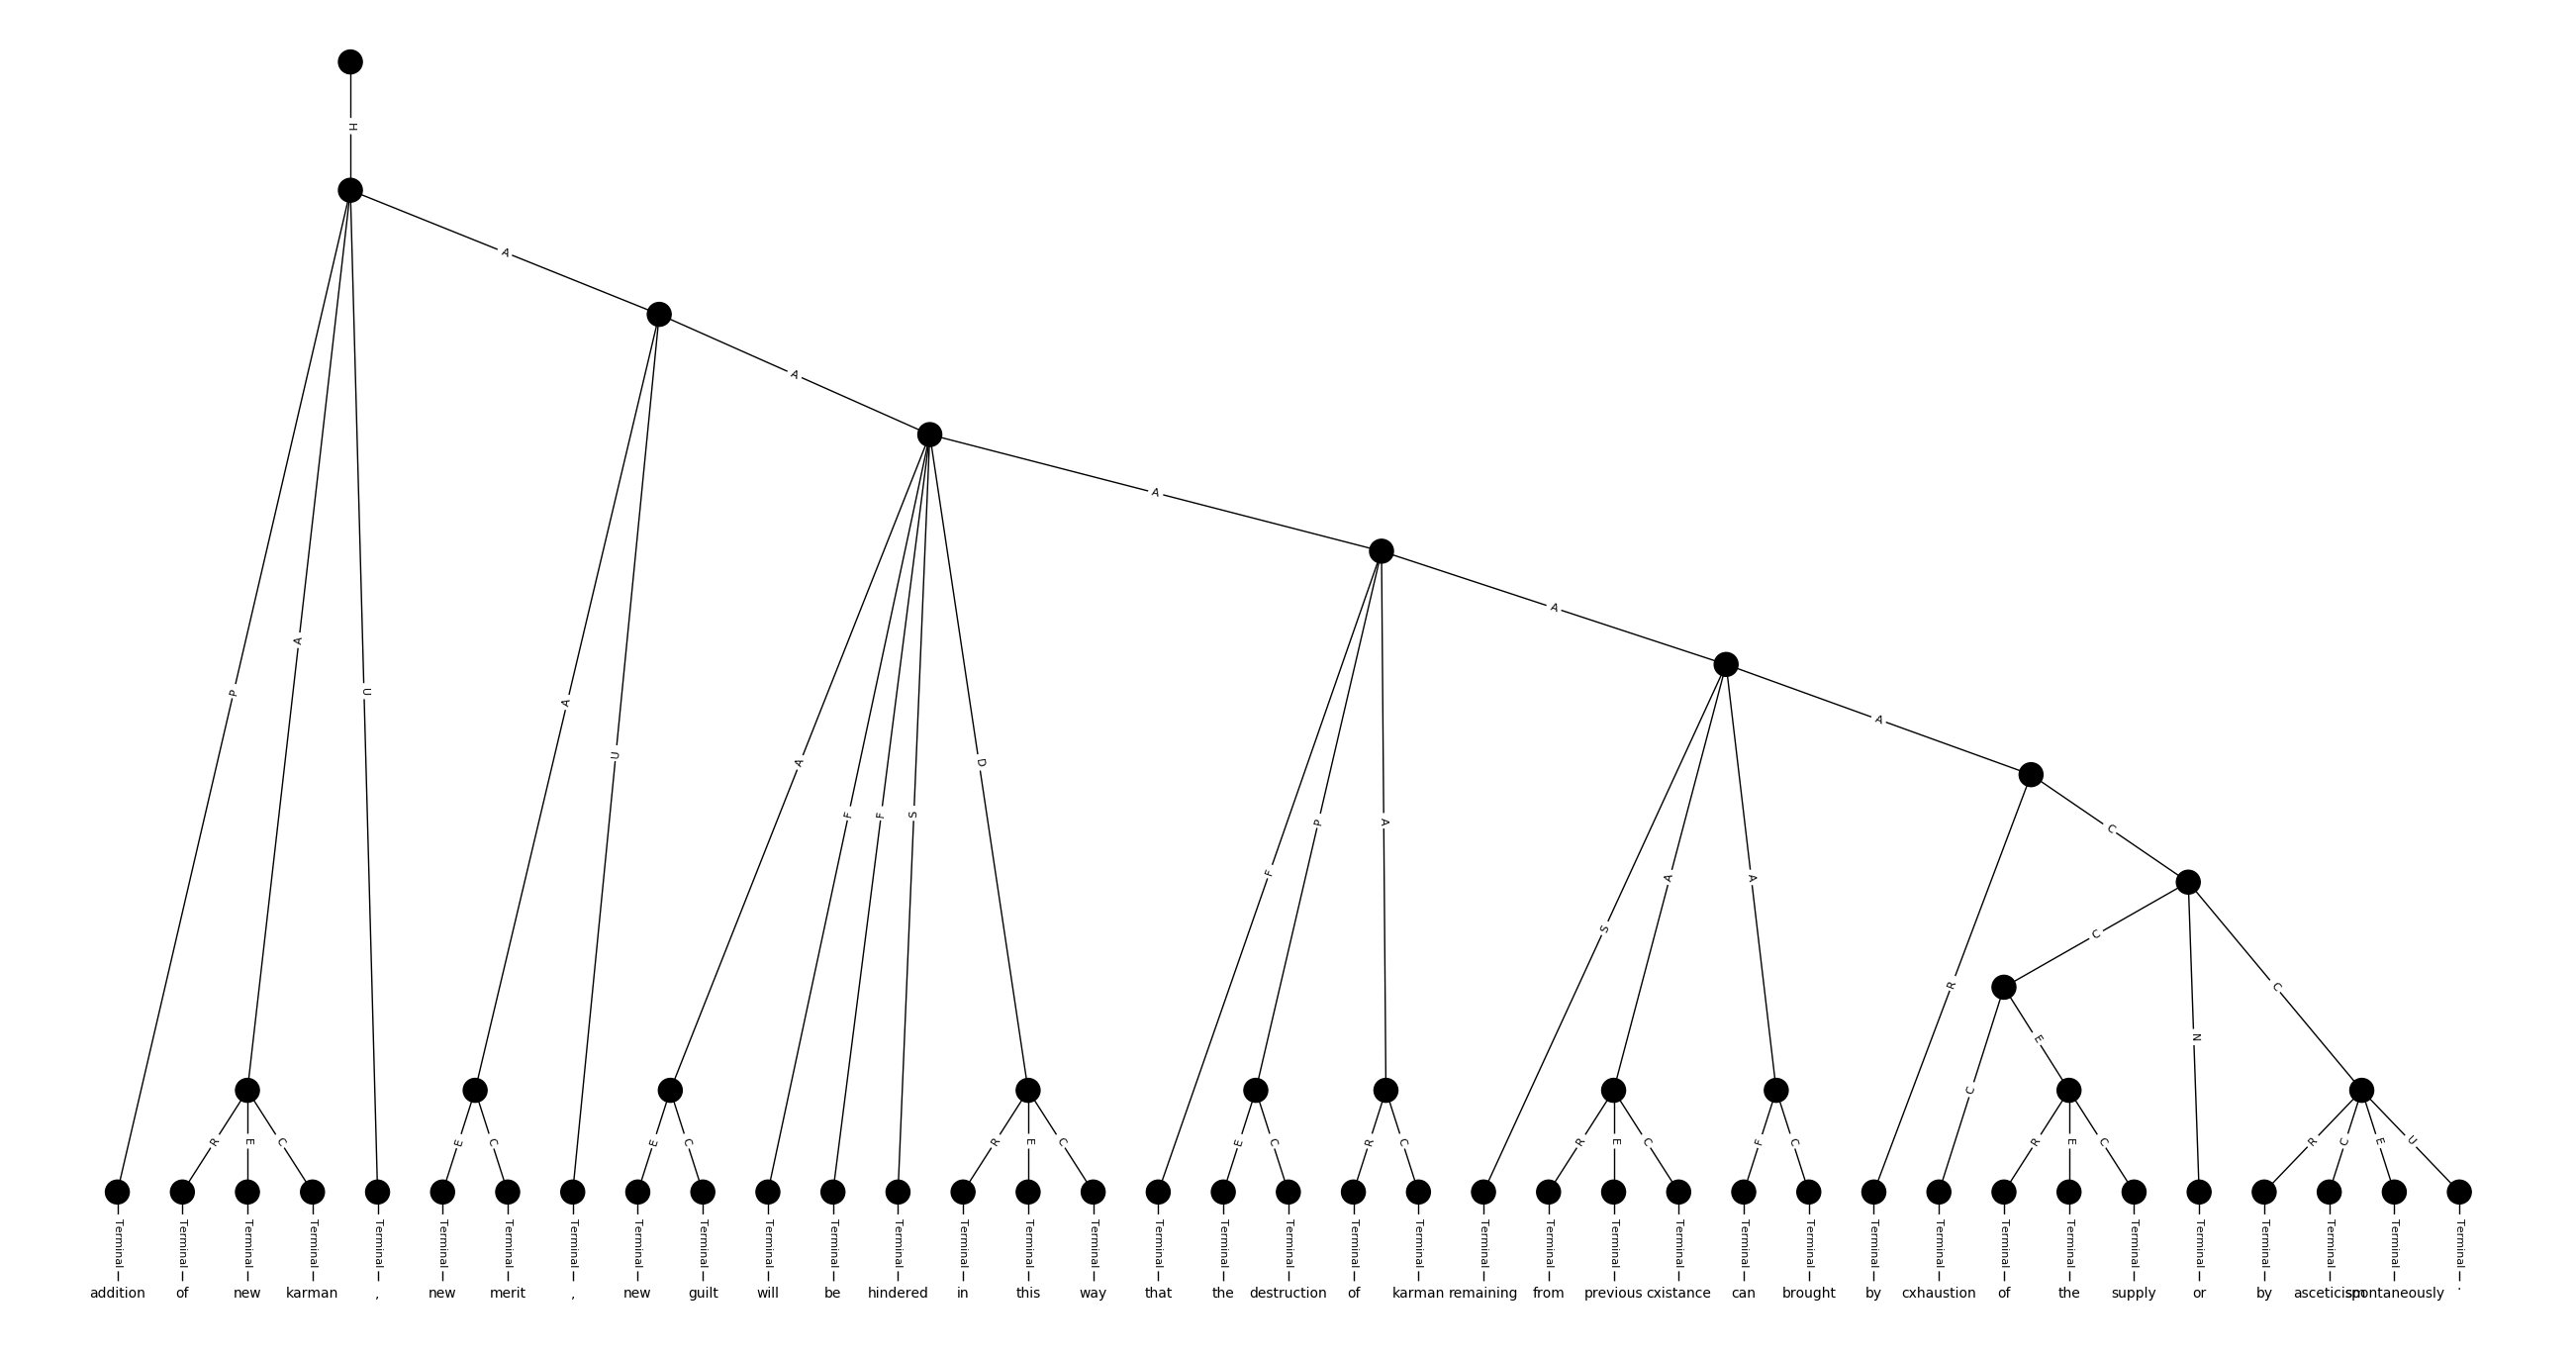 H
A
A
A
P
A
U
A
U
A
F
F
S
D
A
F
P
A
A
S
A
A
R
C
C
N
C
C
E
R E C
E C
E C
R E C
E C
R C
R E C
F C
R E C
R C E U
Terminal Terminal Terminal Terminal Terminal Terminal Terminal Terminal Terminal Terminal Terminal Terminal Terminal Terminal Terminal Terminal Terminal Terminal Terminal Terminal Terminal Terminal Terminal Terminal Terminal Terminal Terminal Terminal Terminal Terminal Terminal Terminal Terminal Terminal Terminal Terminal Terminal
addition of new karman , new merit , new guilt will be hindered in this way that the destruction of karman remaining from previous cxistance can brought by cxhaustion of the supply or by asceticism spontaneously .